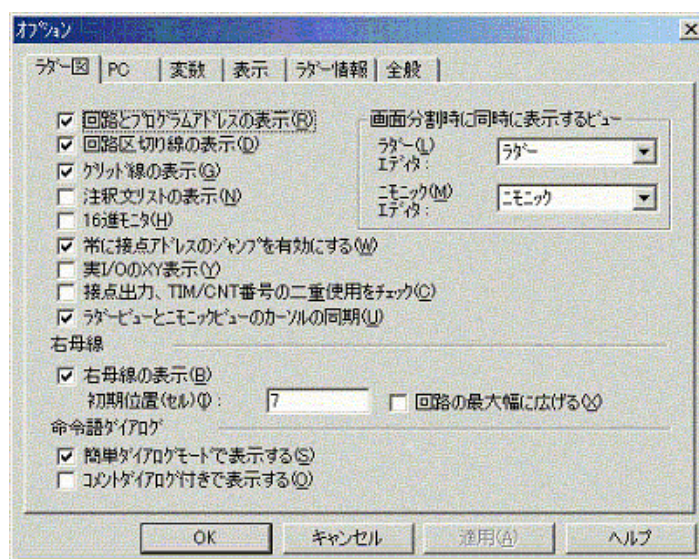 オプション
ラダー図 PC 変数 表示 ラダー情報 全般
回路とプログラムアドレスの表示(R)
回路区切り線の表示(D)
グリッド線の表示(G)
注釈文リストの表示(N)
16進モニタ(H)
常に接点アドレスのジャンプを有効にする(W)
実I/OのXY表示(Y)
接点出力、TIM/CNT番号の二重使用をチェック(C)
ラダービューとニモニックビューのカーソルの同期(U)
画面分割時に同時に表示するビュー
ラダー(L)
エディタ:
ラダー
ニモニック(M)
エディタ:
ニモニック
右母線
右母線の表示(B)
初期位置(セル)(I): 7 回路の最大幅に広げる(X)
命令語ダイアログ
簡単ダイアログモードで表示する(S)
コメントダイアログ付きで表示する(O)
OK キャンセル 適用(A) ヘルプ